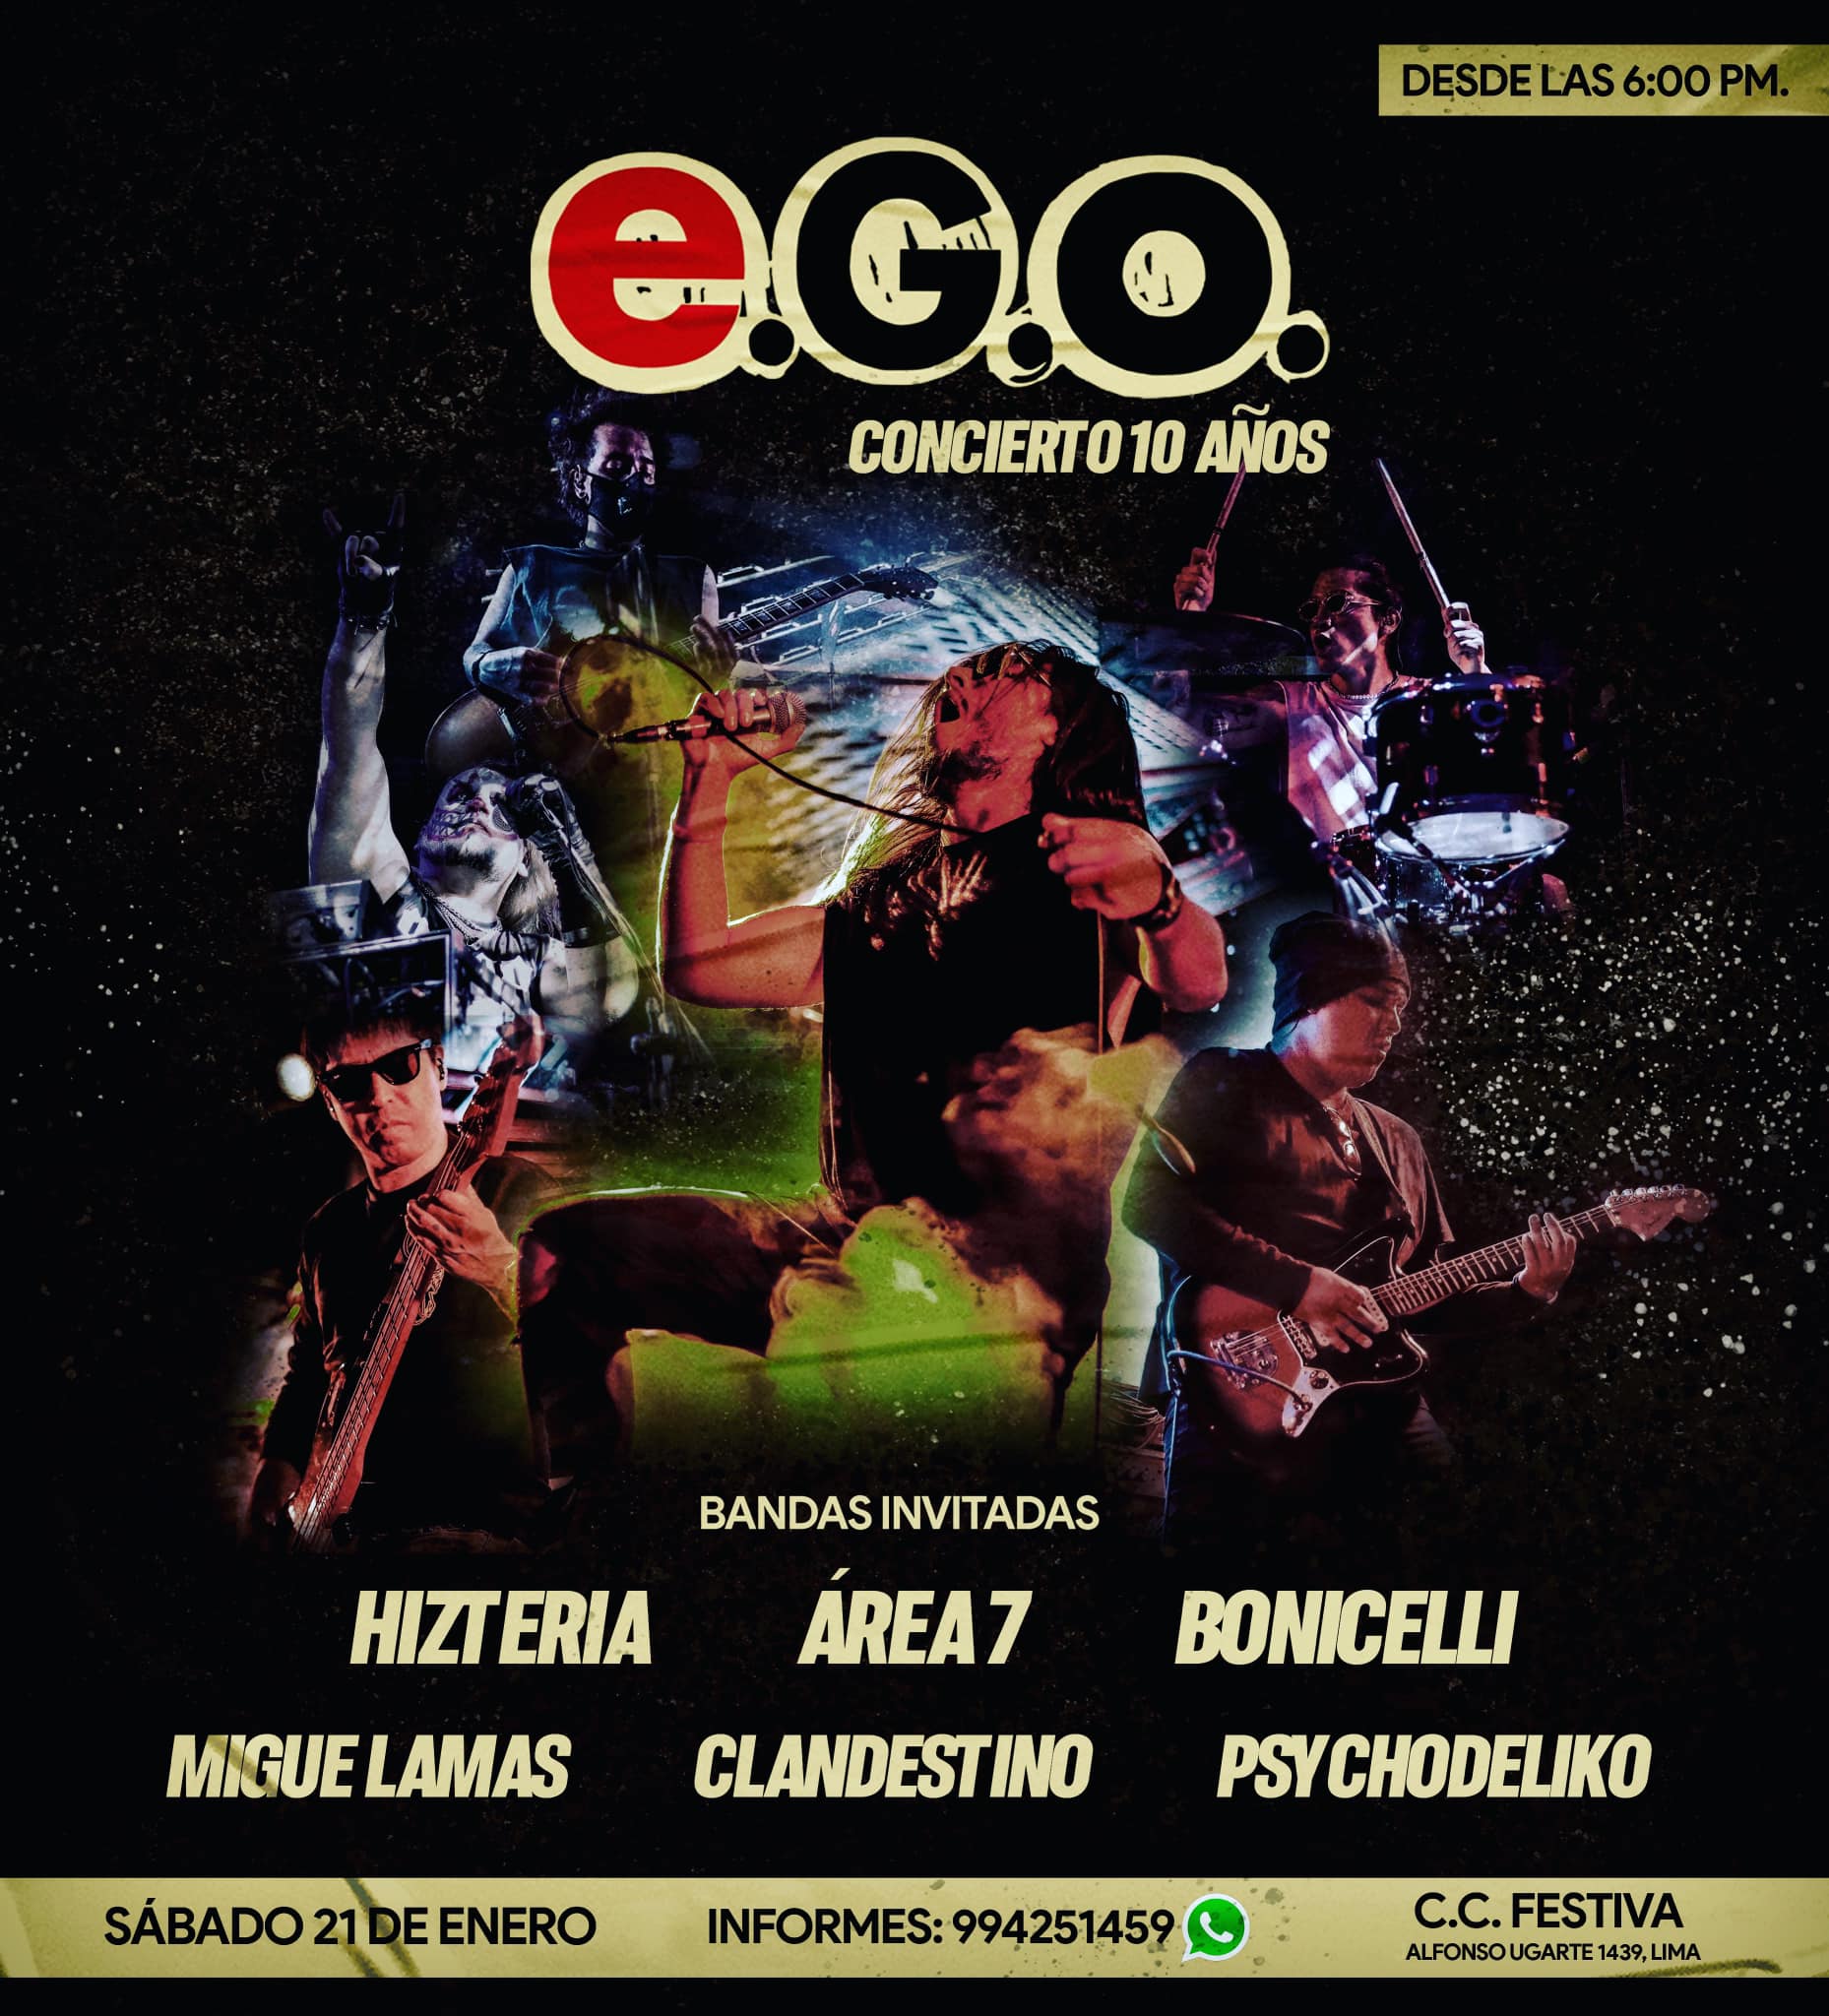 DESDE LAS 6:00 PM.
e.G.O.
CONCIERTO 10 AÑOS
BANDAS INVITADAS
HIZTERIA ÁREA 7 BONICELLI
MIGUE LAMAS CLANDESTINO PSYCHODELIKO
SÁBADO 21 DE ENERO
INFORMES: 994251459
C.C. FESTIVA
ALFONSO UGARTE 1439, LIMA